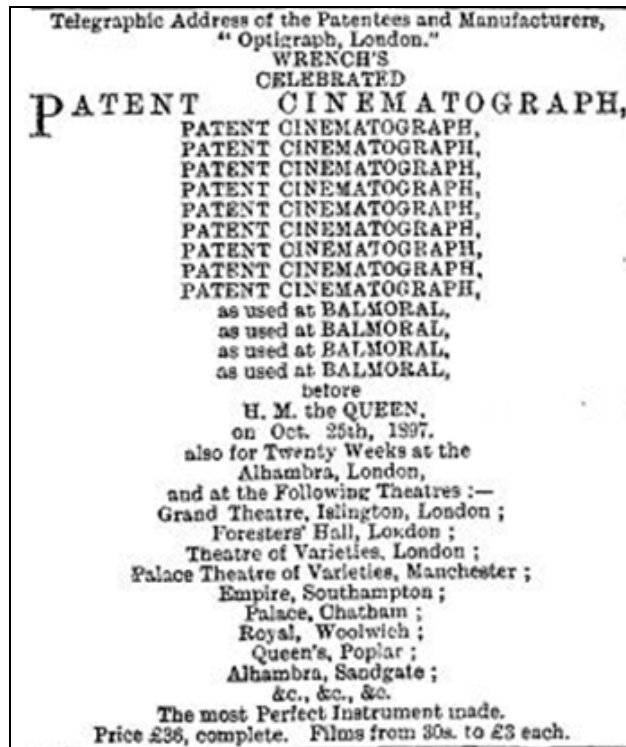 Telegraphic Address of the Patentees and Manufacturers,
“ Optigraph, London.”
WRENCH'S
CELEBRATED
PATENT CINEMATOGRAPH,
PATENT CINEMATOGRAPH,
PATENT CINEMATOGRAPH,
PATENT CINEMATOGRAPH,
PATENT CINEMATOGRAPH,
PATENT CINEMATOGRAPH,
PATENT CINEMATOGRAPH,
PATENT CINEMATOGRAPH,
PATENT CINEMATOGRAPH,
PATENT CINEMATOGRAPH,
as used at BALMORAL,
as used at BALMORAL,
as used at BALMORAL,
as used at BALMORAL,
before
H. M. the QUEEN,
on Oct. 25th, 1897.
also for Twenty Weeks at the
Alhambra, London,
and at the Following Theatres :—
Grand Theatre, Islington, London ;
Foresters' Hall, London ;
Theatre of Varieties, London ;
Palace Theatre of Varieties, Manchester ;
Empire, Southampton ;
Palace, Chatham ;
Royal, Woolwich ;
Queen's, Poplar ;
Alhambra, Sandgate ;
&c., &c., &c.
The most Perfect Instrument made.
Price £36, complete. Films from 30s. to £3 each.